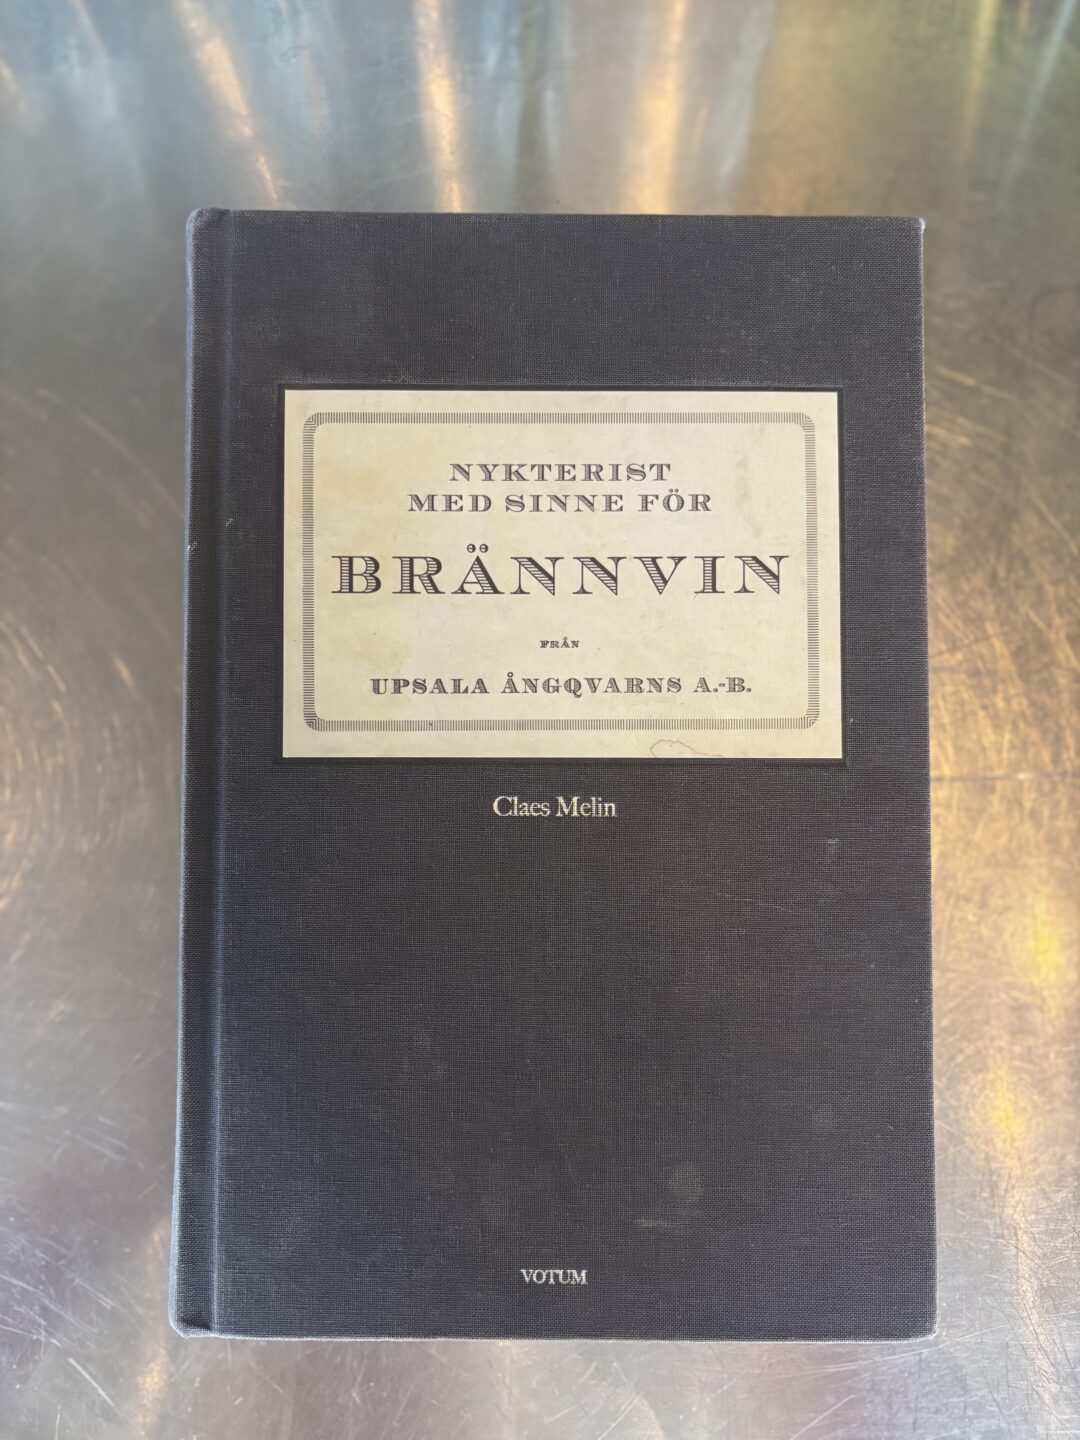 NYKTERIST
MED SINNE FÖR
BRÄNNVIN
FRÅN
UPSALA ÅNGQVARNS A.-B.
Claes Melin
VOTUM